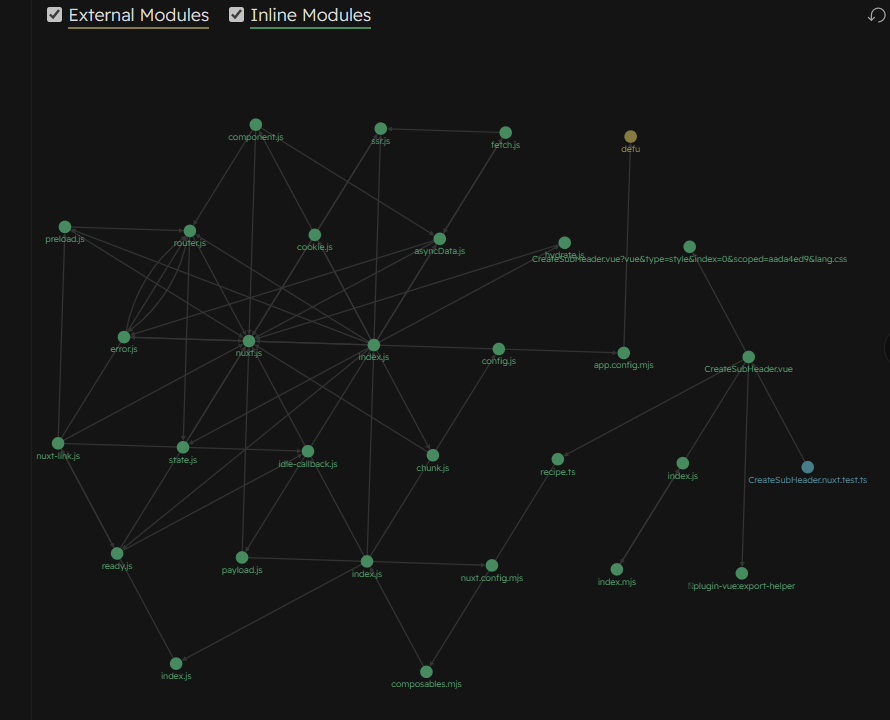 External Modules
Inline Modules
component.js
ssr.js
fetch.js
defu
preload.js
router.js
cookie.js
asyncData.js
hydrate.js
CreateSubHeader.vue?vue&type=style&index=0&scoped=aada4ed9&lang.css
error.js
nuxt.js
index.js
config.js
app.config.mjs
CreateSubHeader.vue
nuxt-link.js
state.js
idle-callback.js
chunk.js
recipe.ts
index.js
CreateSubHeader.nuxt.test.ts
ready.js
payload.js
index.js
nuxt.config.mjs
index.mjs
plugin-vue:export-helper
index.js
composables.mjs